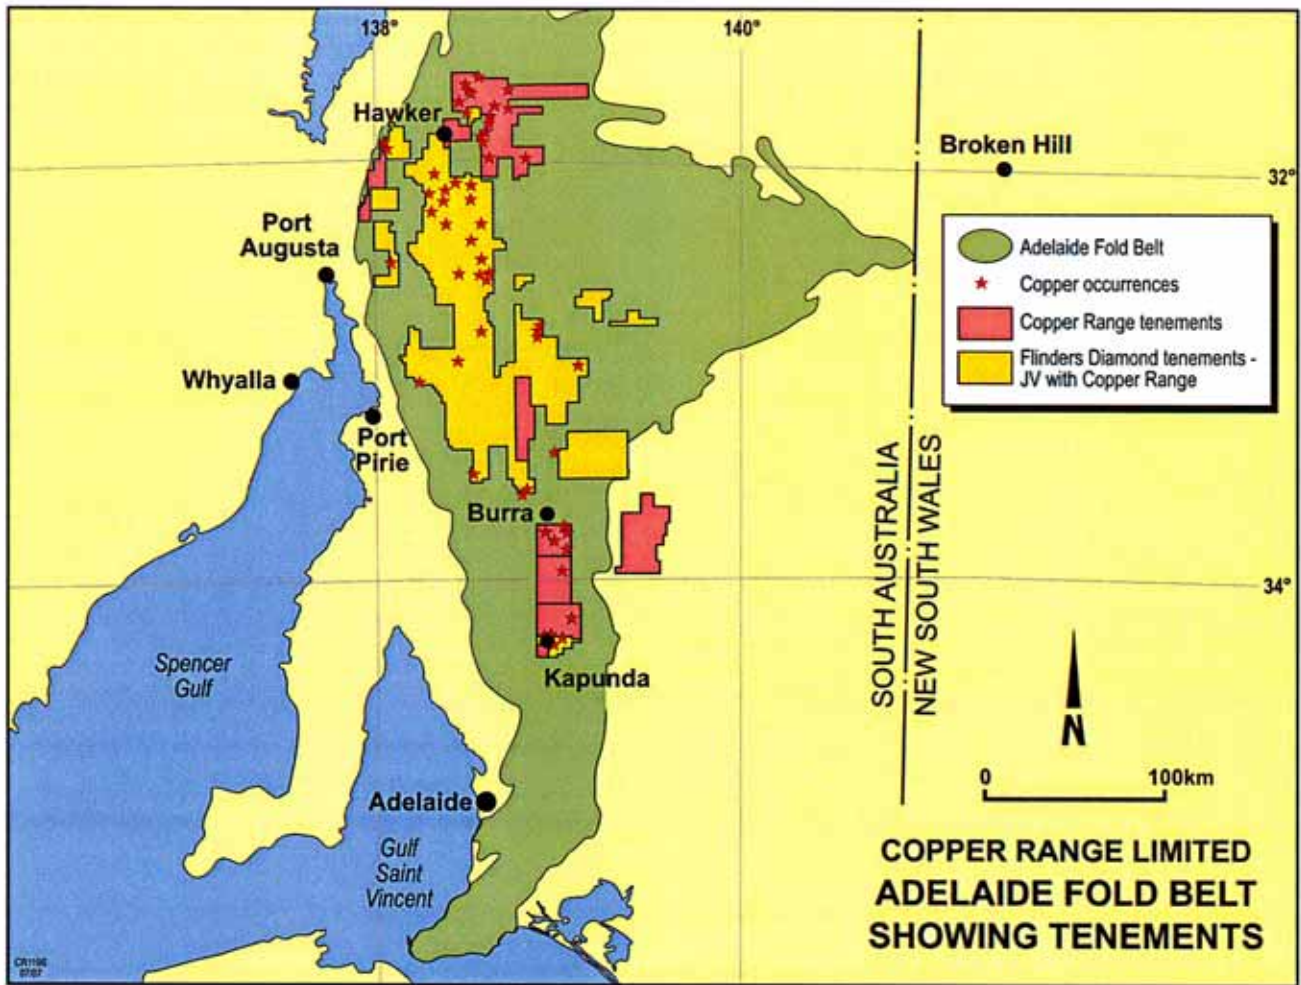 138°
140°
Hawker
Broken Hill
32°
Port
Augusta
Adelaide Fold Belt
Copper occurrences
Copper Range tenements
Flinders Diamond tenements -
JV with Copper Range
Whyalla
Port
Pirie
Burra
SOUTH AUSTRALIA
NEW SOUTH WALES
34°
Spencer
Gulf
Kapunda
N
0 100km
Adelaide
Gulf
Saint
Vincent
COPPER RANGE LIMITED
ADELAIDE FOLD BELT
SHOWING TENEMENTS
07/07